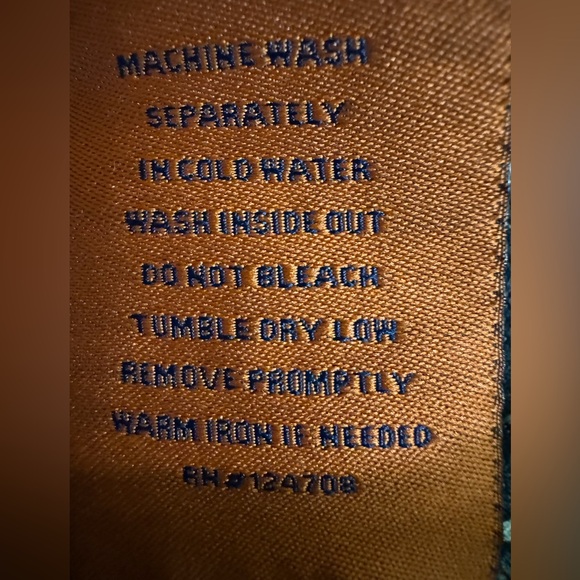 MACHINE WASH
SEPARATELY
IN COLD WATER
WASH INSIDE OUT
DO NOT BLEACH
TUMBLE DRY LOW
REMOVE PROMPTLY
WARM IRON IF NEEDED
RN#124708